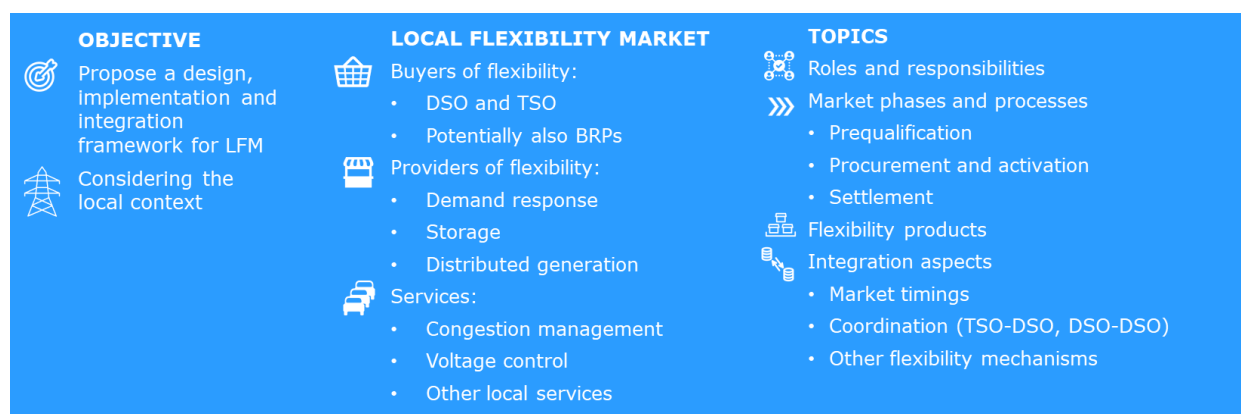 OBJECTIVE
Propose a design,
implementation and
integration
framework for LFM
Considering the
local context
LOCAL FLEXIBILITY MARKET
Buyers of flexibility:
• DSO and TSO
• Potentially also BRPs
Providers of flexibility:
• Demand response
• Storage
• Distributed generation
Services:
• Congestion management
• Voltage control
• Other local services
TOPICS
Roles and responsibilities
Market phases and processes
• Prequalification
• Procurement and activation
• Settlement
Flexibility products
Integration aspects
• Market timings
• Coordination (TSO-DSO, DSO-DSO)
• Other flexibility mechanisms